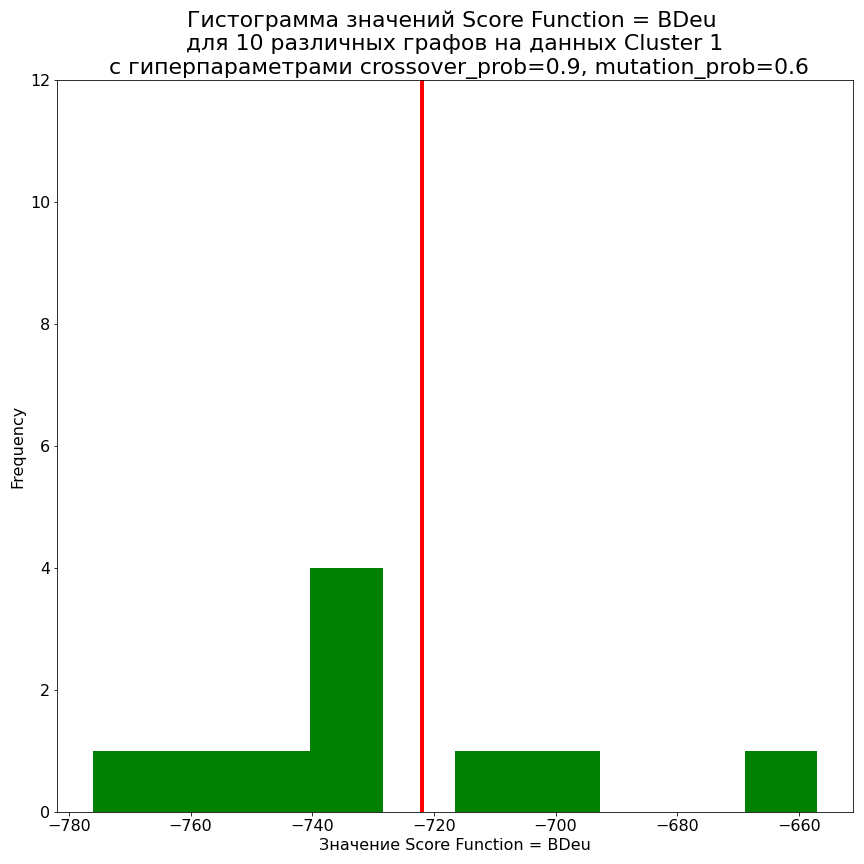 Гистограмма значений Score Function = BDeu
для 10 различных графов на данных Cluster 1
с гиперпараметрами crossover_prob=0.9, mutation_prob=0.6
12
10
8
6
4
2
0
Frequency
−780 −760 −740 −720 −700 −680 −660
Значение Score Function = BDeu